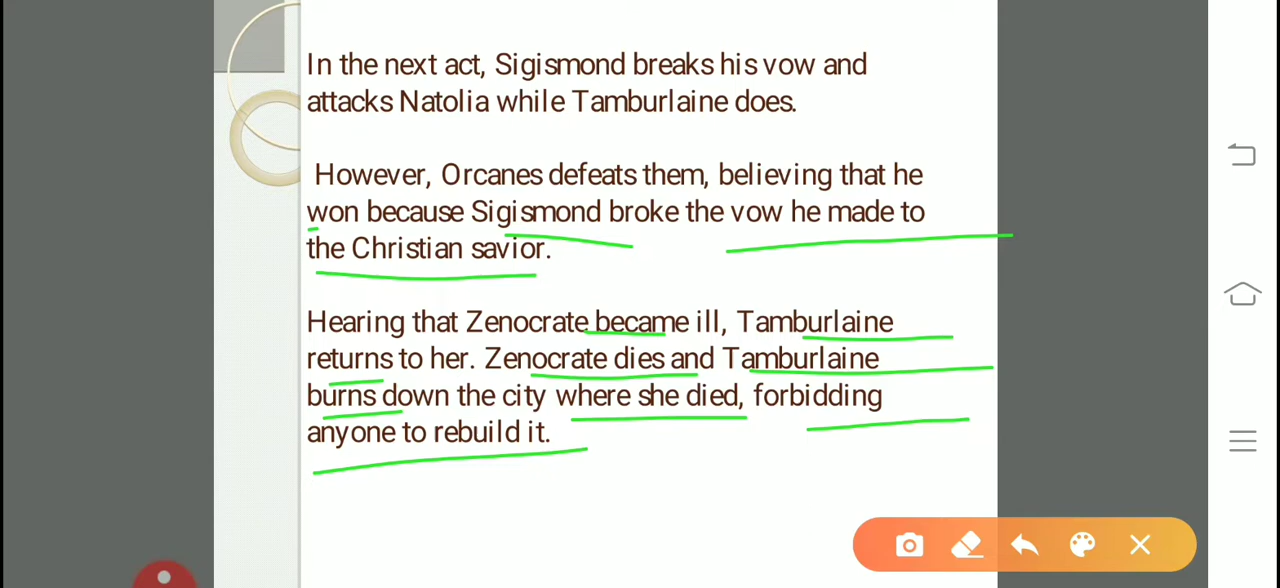 In the next act, Sigismond breaks his vow and
attacks Natolia while Tamburlaine does.
However, Orcanes defeats them, believing that he
won because Sigismond broke the vow he made to
the Christian savior.
Hearing that Zenocrate became ill, Tamburlaine
returns to her. Zenocrate dies and Tamburlaine
burns down the city where she died, forbidding
anyone to rebuild it.